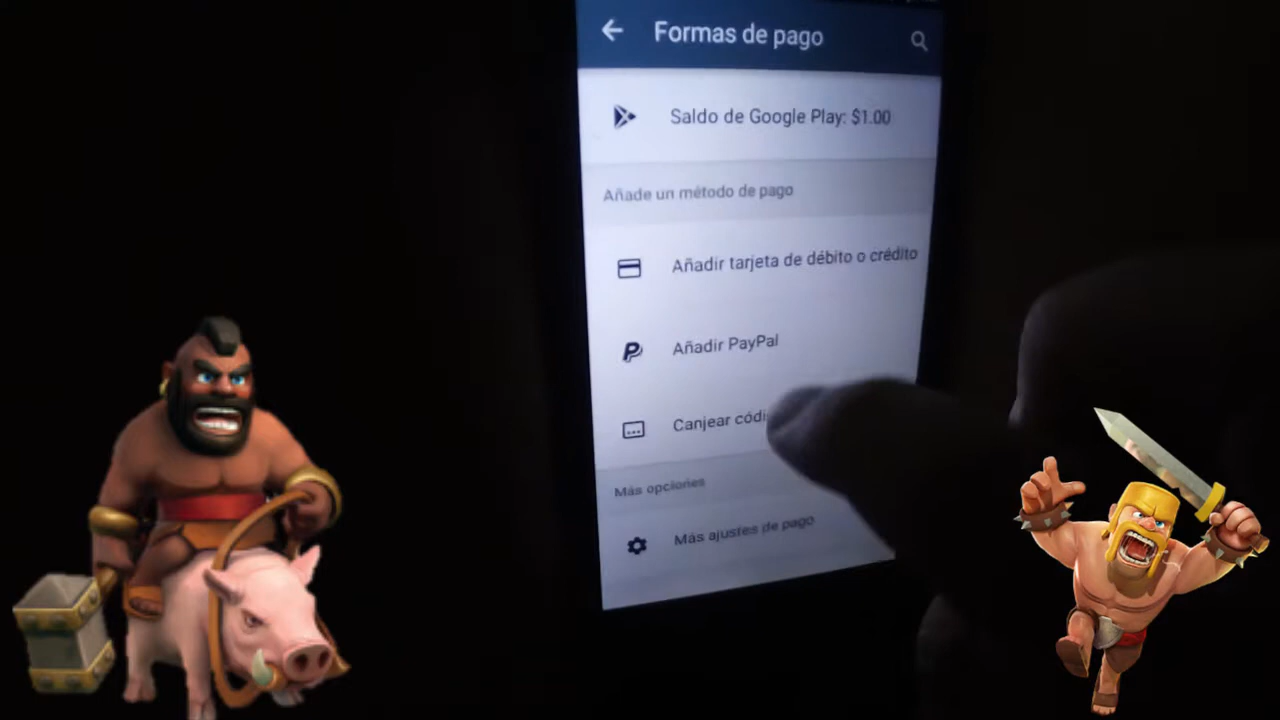 Formas de pago
Saldo de Google Play: $1.00
Añade un método de pago
Añadir tarjeta de débito o crédito
Añadir PayPal
Canjear códi
Más opciones
Más ajustes de pago